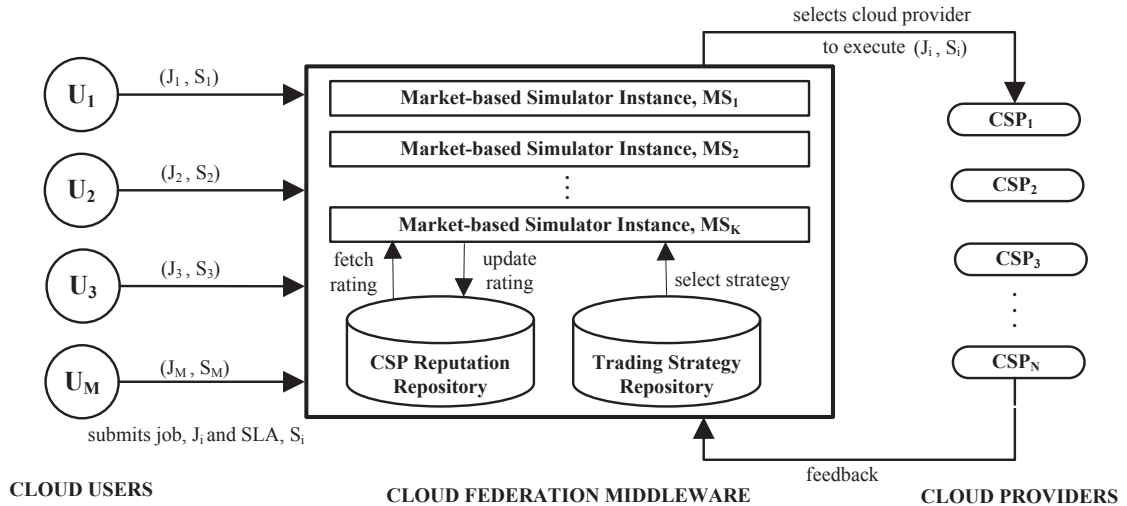 selects cloud provider
to execute (Ji , Si)
U1
(J1 , S1)
U2
(J2 , S2)
U3
(J3 , S3)
UM
(JM , SM)
submits job, Ji and SLA, Si
CLOUD USERS
Market-based Simulator Instance, MS1
Market-based Simulator Instance, MS2
Market-based Simulator Instance, MSK
fetch
rating
update
rating
select strategy
CSP Reputation
Repository
Trading Strategy
Repository
CLOUD FEDERATION MIDDLEWARE
CSP1
CSP2
CSP3
CSPN
feedback
CLOUD PROVIDERS